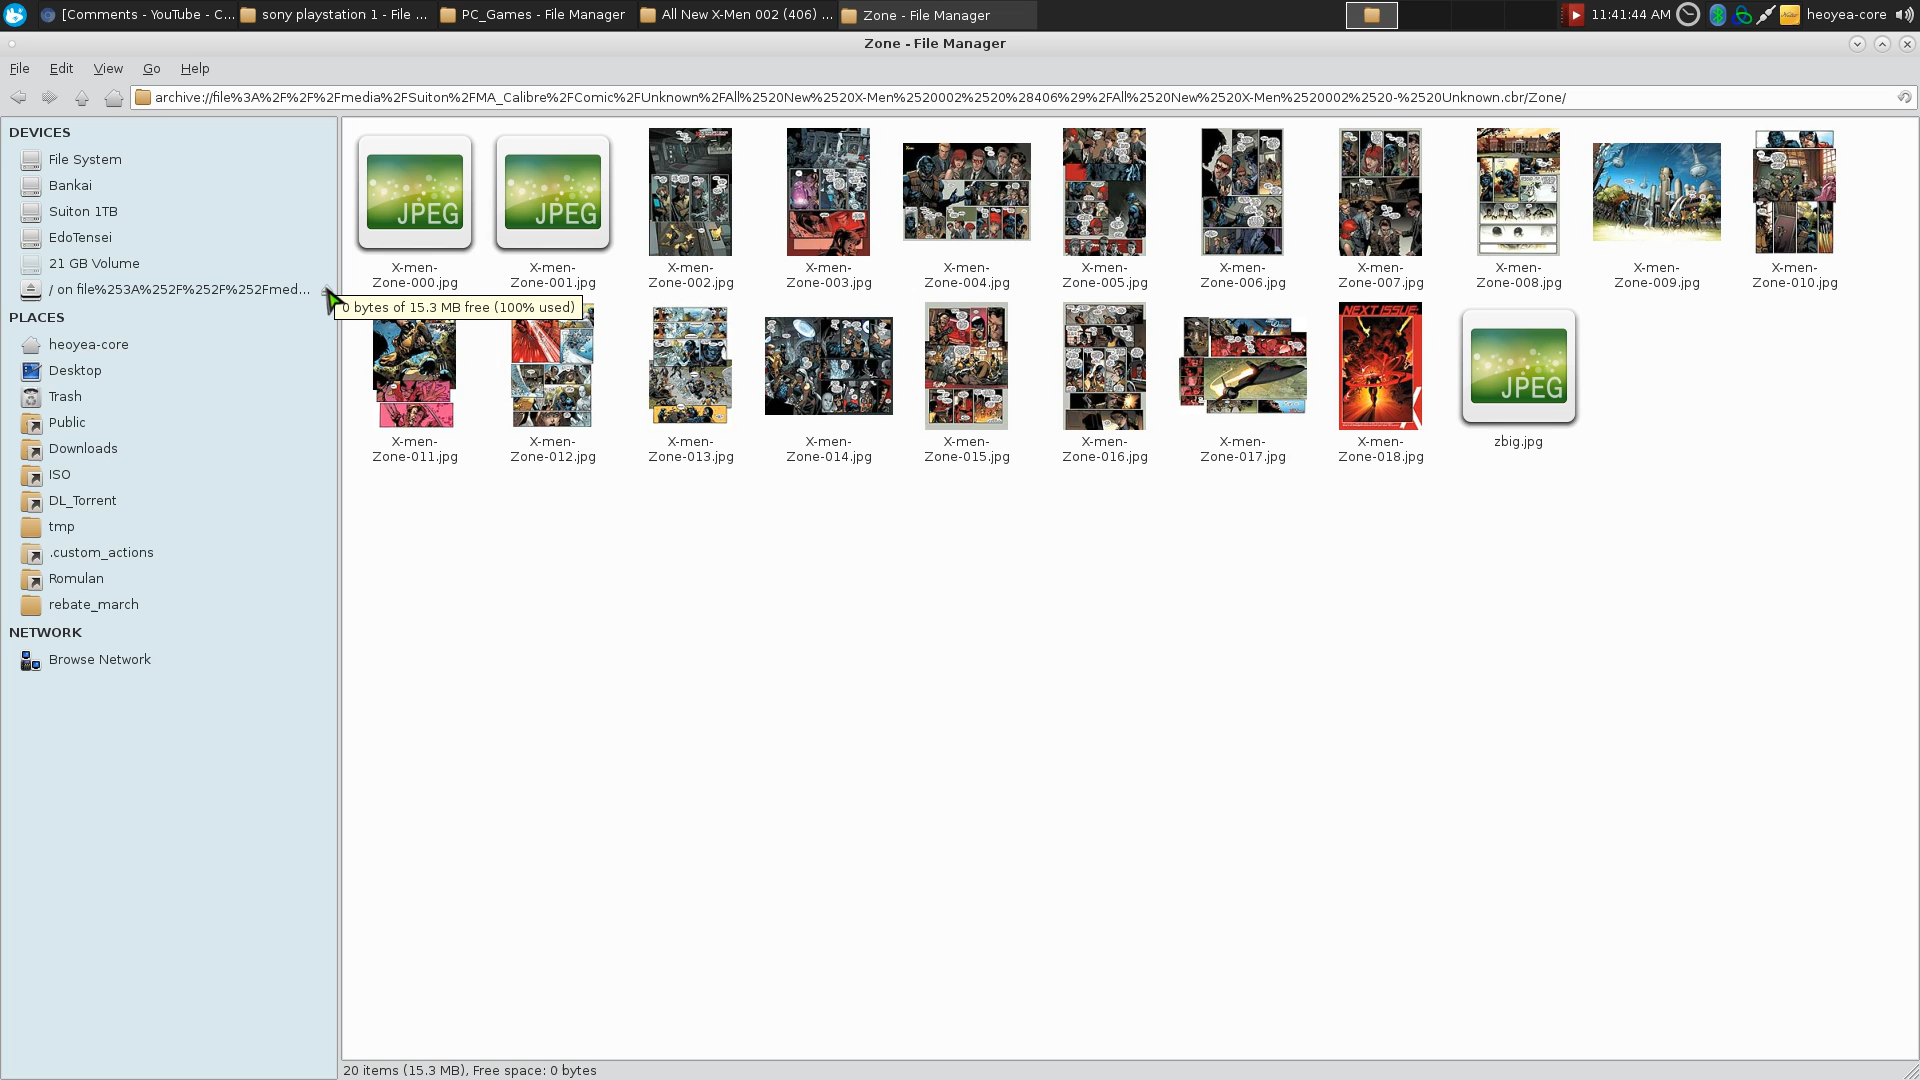 [Comments - YouTube - C...
sony playstation 1 - File ...
PC_Games - File Manager
All New X-Men 002 (406) ...
Zone - File Manager
11:41:44 AM
heoyea-core
Zone - File Manager
File Edit View Go Help
archive://file%3A%2F%2F%2Fmedia%2FSuiton%2FMA_Calibre%2FComic%2FUnknown%2FAll%2520New%2520X-Men%2520002%2520%28406%29%2FAll%2520New%2520X-Men%2520002%2520-%2520Unknown.cbr/Zone/
DEVICES
File System
Bankai
Suiton 1TB
EdoTensei
21 GB Volume
/ on file%253A%252F%252F%252Fmed...
PLACES
heoyea-core
Desktop
Trash
Public
Downloads
ISO
DL_Torrent
tmp
.custom_actions
Romulan
rebate_march
NETWORK
Browse Network
JPEG
X-men-
Zone-000.jpg
JPEG
X-men-
Zone-001.jpg
X-men-
Zone-002.jpg
X-men-
Zone-003.jpg
X-men-
Zone-004.jpg
X-men-
Zone-005.jpg
X-men-
Zone-006.jpg
X-men-
Zone-007.jpg
X-men-
Zone-008.jpg
X-men-
Zone-009.jpg
X-men-
Zone-010.jpg
0 bytes of 15.3 MB free (100% used)
X-men-
Zone-011.jpg
X-men-
Zone-012.jpg
X-men-
Zone-013.jpg
X-men-
Zone-014.jpg
X-men-
Zone-015.jpg
X-men-
Zone-016.jpg
X-men-
Zone-017.jpg
NEXT ISSUE
X-men-
Zone-018.jpg
JPEG
zbig.jpg
20 items (15.3 MB), Free space: 0 bytes